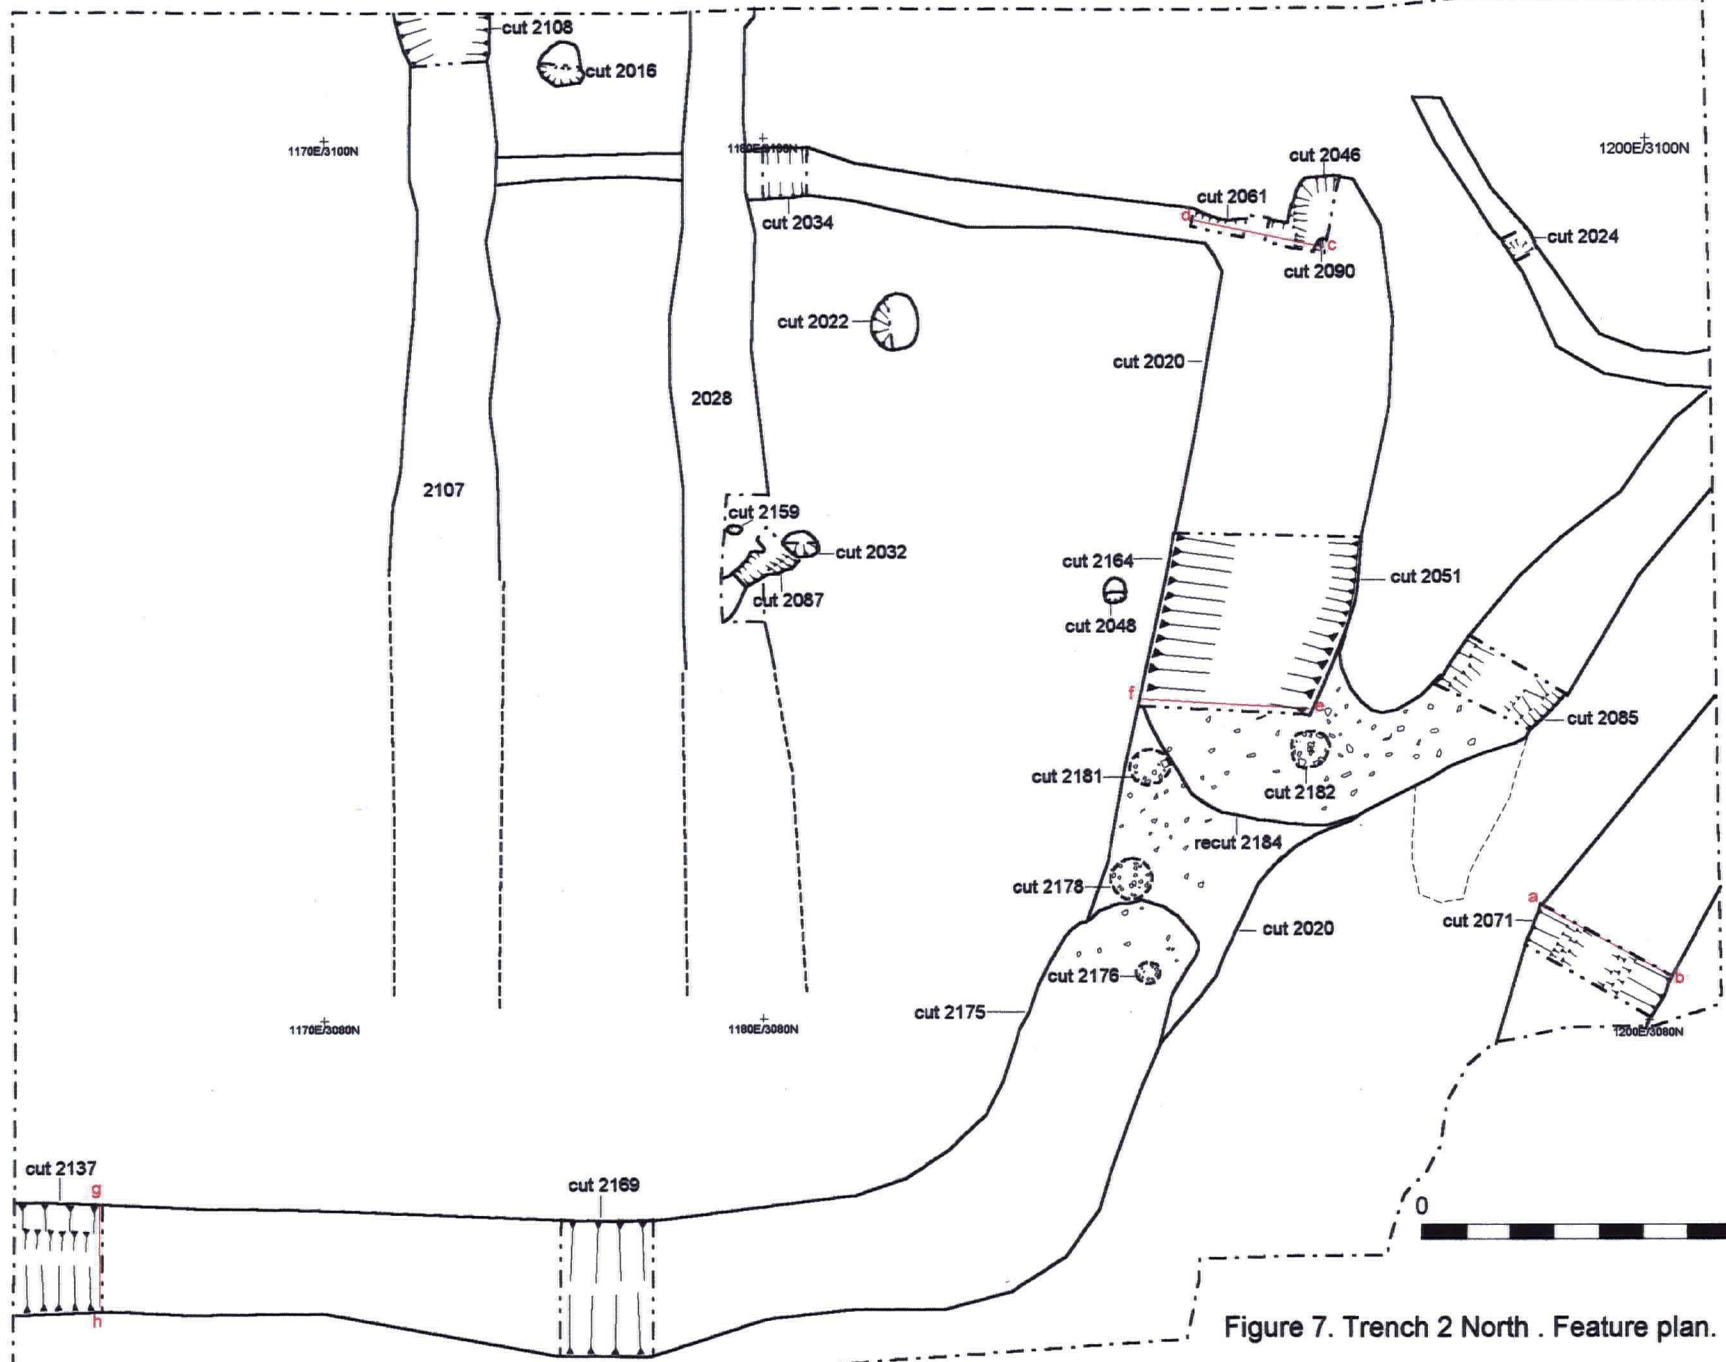 cut 2108
cut 2016
1170E/3100N
1180E/3100N
1200E/3100N
cut 2046
cut 2061
d
cut 2034
c
cut 2024
cut 2090
cut 2022
cut 2020
2028
2107
cut 2159
cut 2032
cut 2164
cut 2051
cut 2087
cut 2048
f
e
cut 2085
cut 2181
cut 2182
recut 2184
cut 2178
a
cut 2071
cut 2020
cut 2176
b
cut 2175
1170E/3080N
1180E/3080N
1200E/3080N
cut 2137
g
cut 2169
0
h
Figure 7. Trench 2 North . Feature plan.